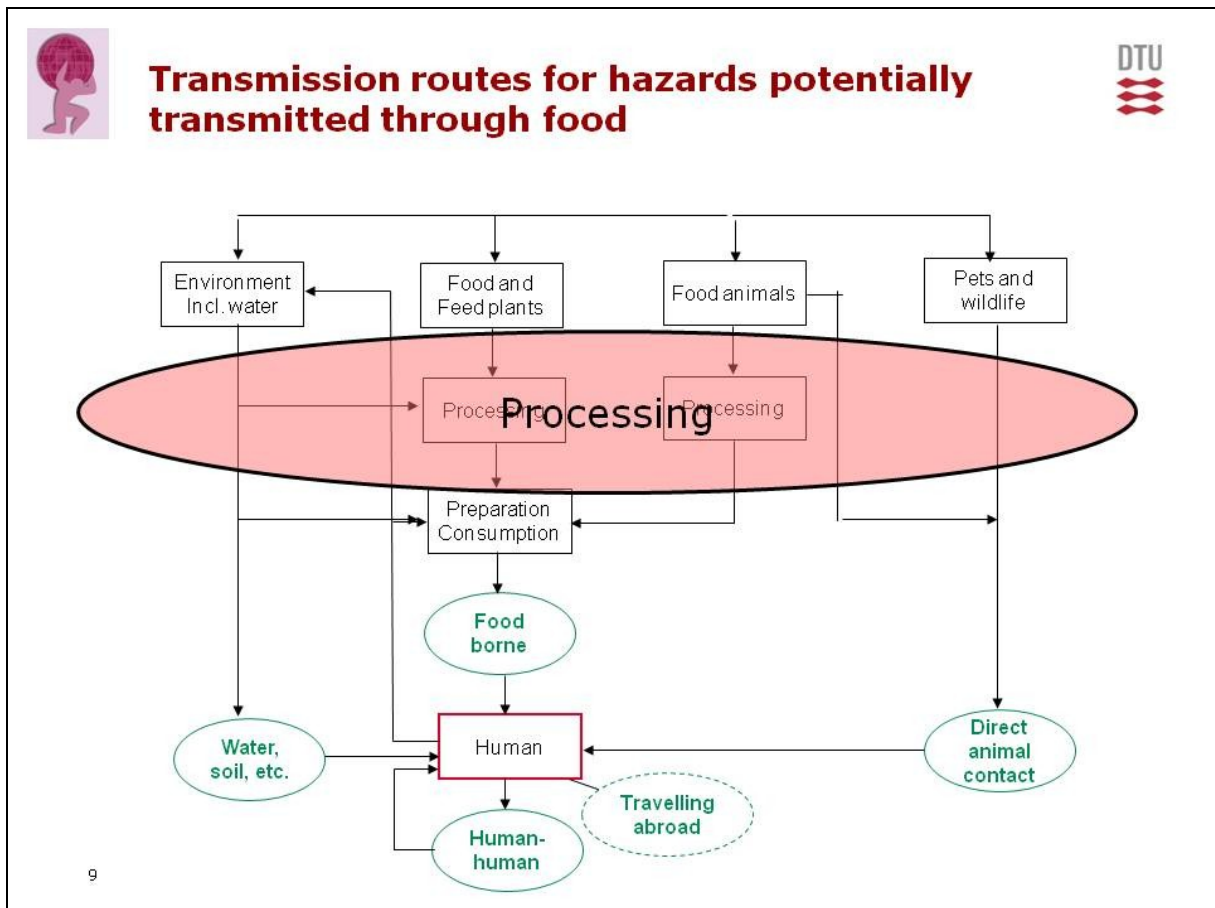 Transmission routes for hazards potentially
transmitted through food
DTU
Environment
Incl. water
Food and
Feed plants
Food animals
Pets and
wildlife
Processing
Processing
Processing
Preparation
Consumption
Food
borne
Water,
soil, etc.
Human
Direct
animal
contact
Travelling
abroad
Human-
human
9